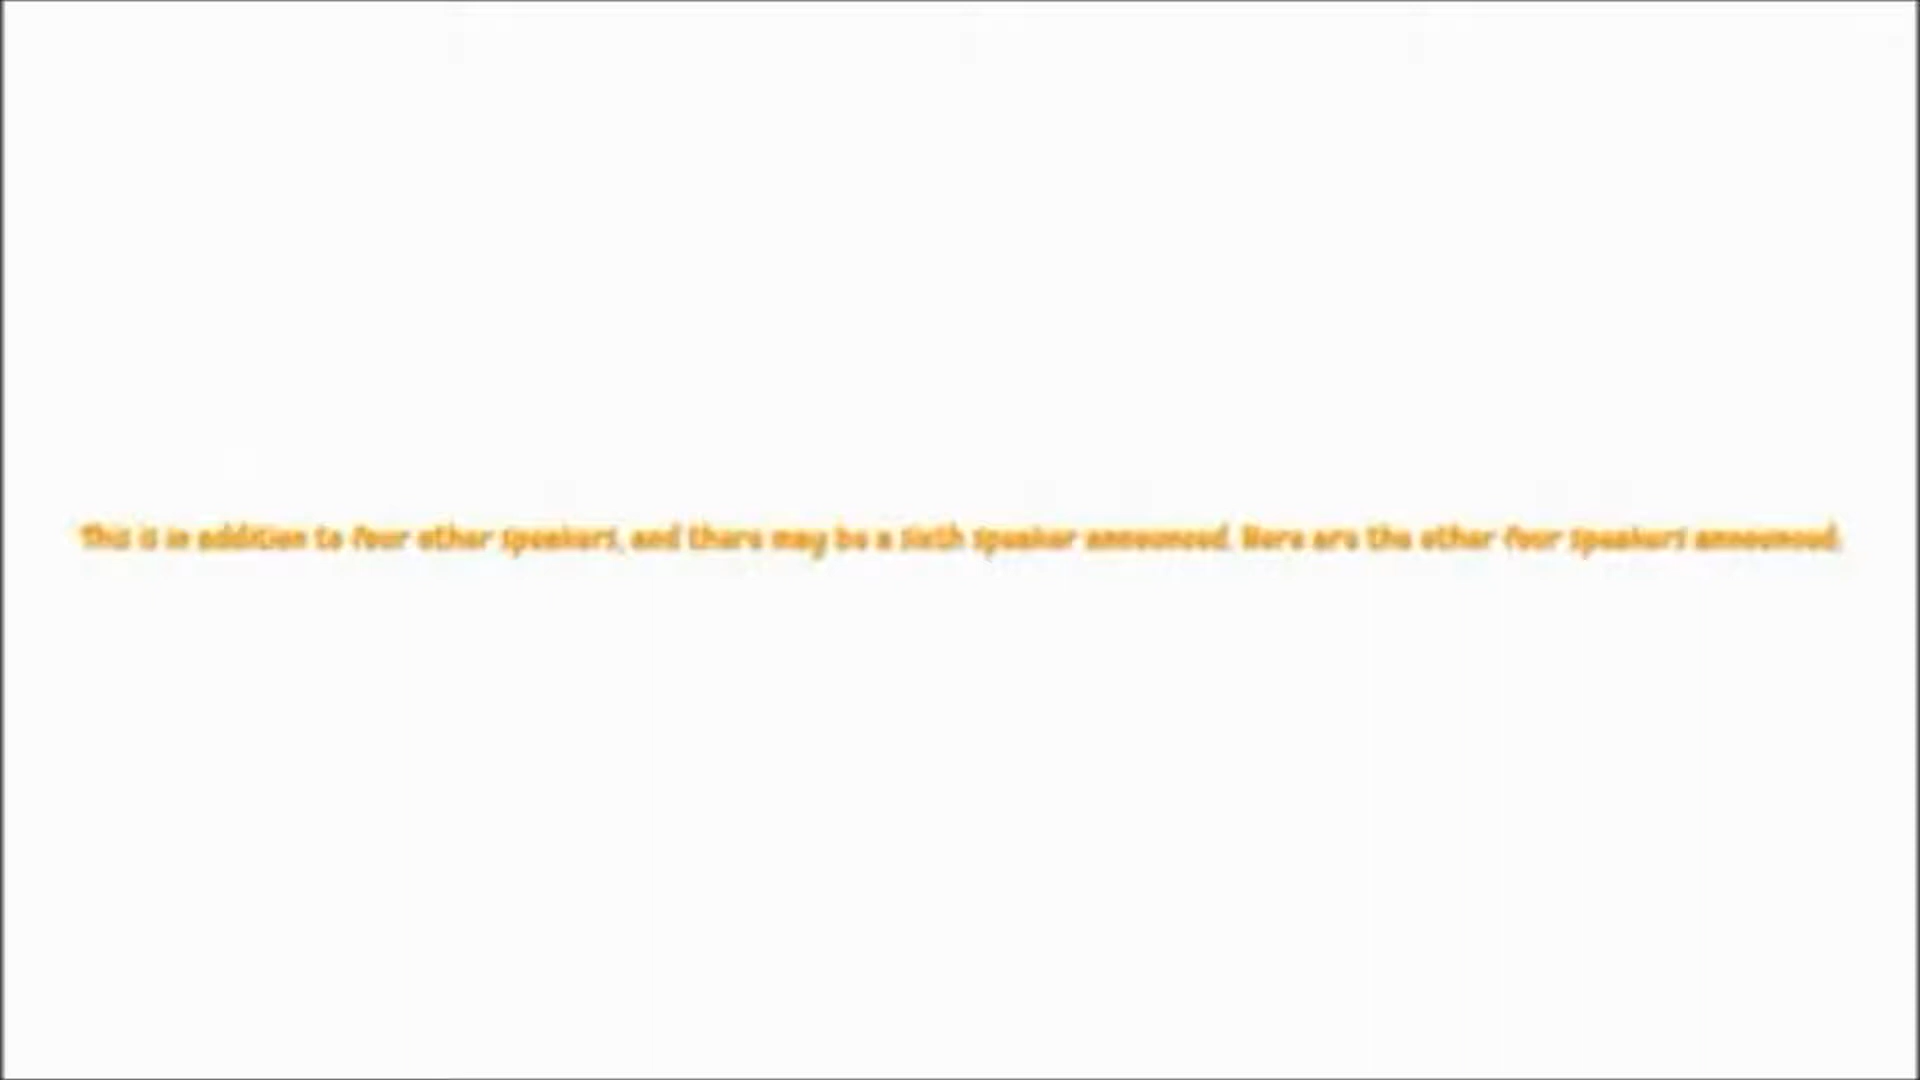 This is in addition to four other speakers, and there may be a sixth speaker announced. Here are the other four speakers announced.